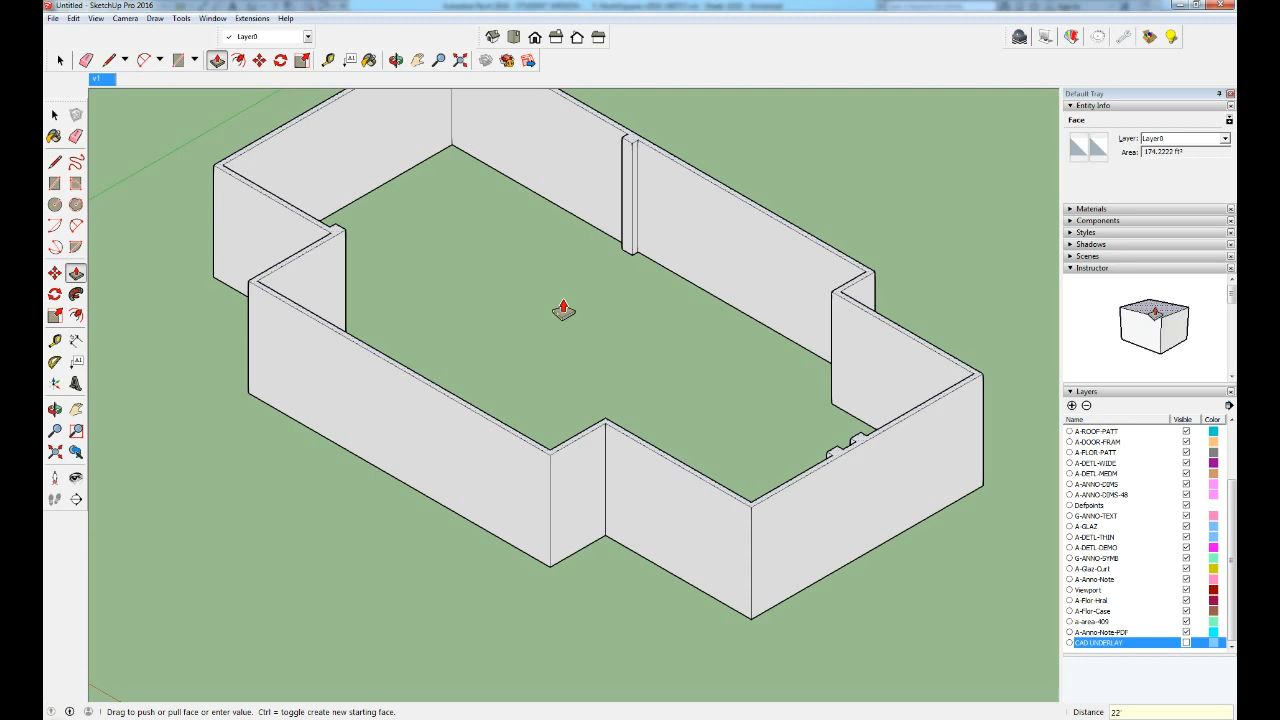 Untitled - SketchUp Pro 2016
File Edit View Camera Draw Tools Window Extensions Help
✓ Layer0
v1
A1
A1
Default Tray
Entity Info
Face
Layer: Layer0
Area: 174.2222 ft²
Materials
Components
Styles
Shadows
Scenes
Instructor
Layers
Name Visible Color
A-ROOF-PATT
A-DOOR-FRAM
A-FLOR-PATT
A-DETL-WIDE
A-DETL-MEDM
A-ANNO-DIMS
A-ANNO-DIMS-48
Defpoints
G-ANNO-TEXT
A-GLAZ
A-DETL-THIN
A-DETL-DEMO
G-ANNO-SYMB
A-Glaz-Curt
A-Anno-Note
Viewport
A-Flor-Hral
A-Flor-Case
a-area-409
A-Anno-Note-PDF
CAD UNDERLAY
Drag to push or pull face or enter value. Ctrl = toggle create new starting face.
Distance 22'